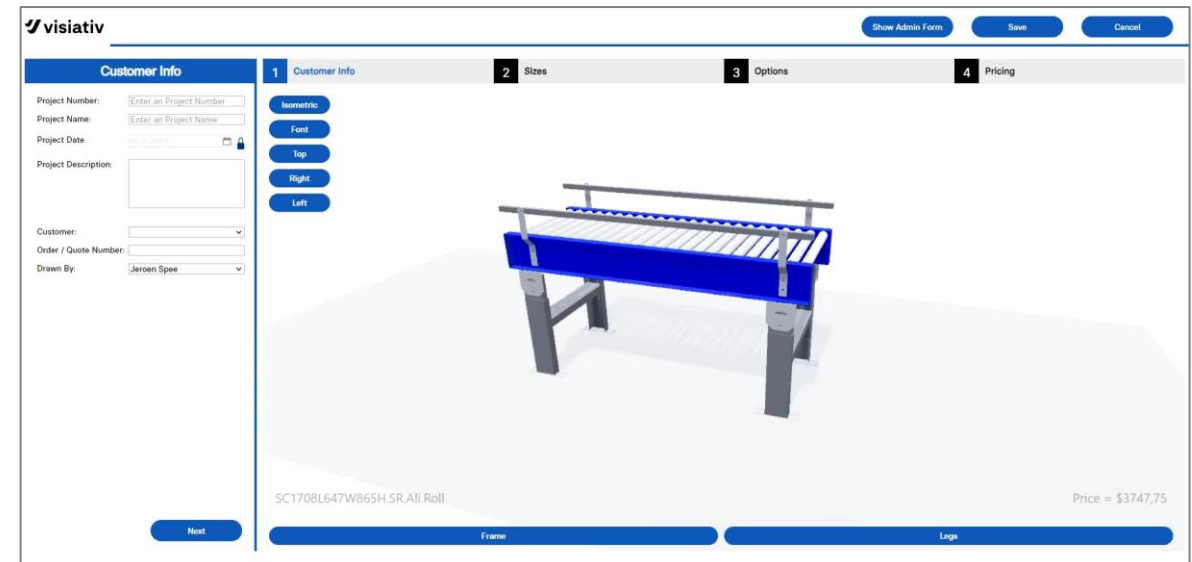 visiativ
Show Admin Form
Save
Cancel
Customer Info
1 Customer Info
2 Sizes
3 Options
4 Pricing
Project Number: Enter an Project Number
Project Name: Enter an Project Name
Project Date
Project Description:
Customer:
Order / Quote Number:
Drawn By: Jeroen Spee
Next
Isometric
Font
Top
Right
Left
SC1708L647W865H.SR.Ali.Roll
Price = $3747,75
Frame
Legs